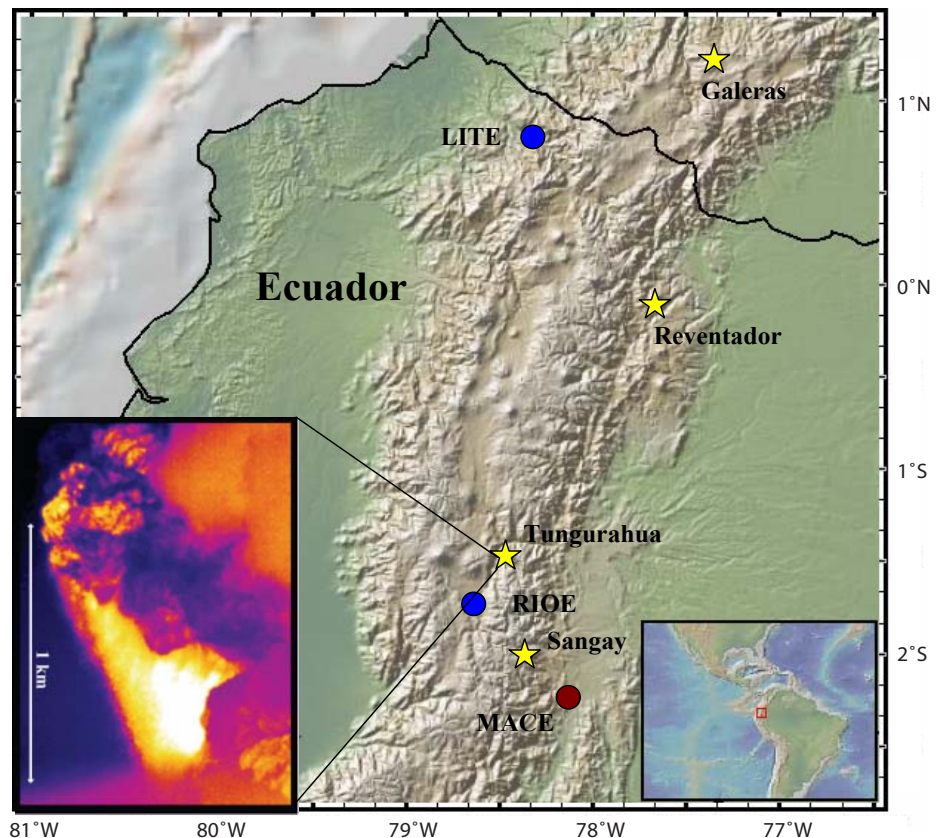 Galeras
1˚N
LITE
Ecuador
0˚N
Reventador
1˚S
Tungurahua
RIOE
Sangay
2˚S
MACE
1 km
81˚W
80˚W
79˚W
78˚W
77˚W